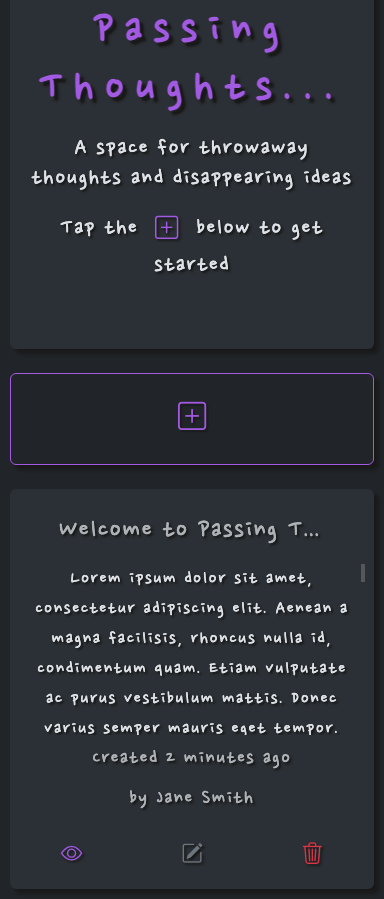 Passing
Thoughts...
A space for throwaway
thoughts and disappearing ideas
Tap the below to get
started
Welcome to Passing T...
Lorem ipsum dolor sit amet,
consectetur adipiscing elit. Aenean a
magna facilisis, rhoncus nulla id,
condimentum quam. Etiam vulputate
ac purus vestibulum mattis. Donec
varius semper mauris eget tempor.
Created 2 minutes ago
by Jane Smith